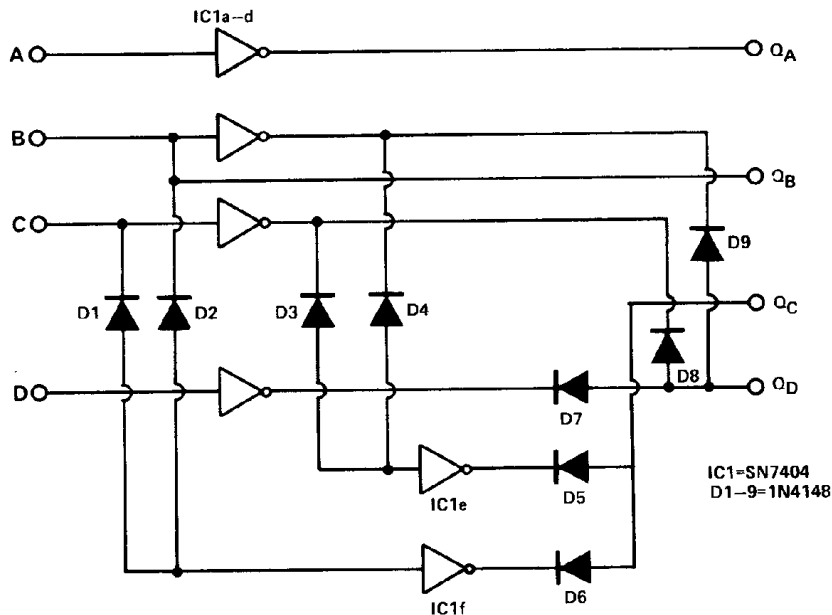 IC1a–d
A
QA
B
QB
C
D9
D1
D2
D3
D4
QC
D8
D
QD
D7
IC1=SN7404
D1–9=1N4148
IC1e
D5
IC1f
D6